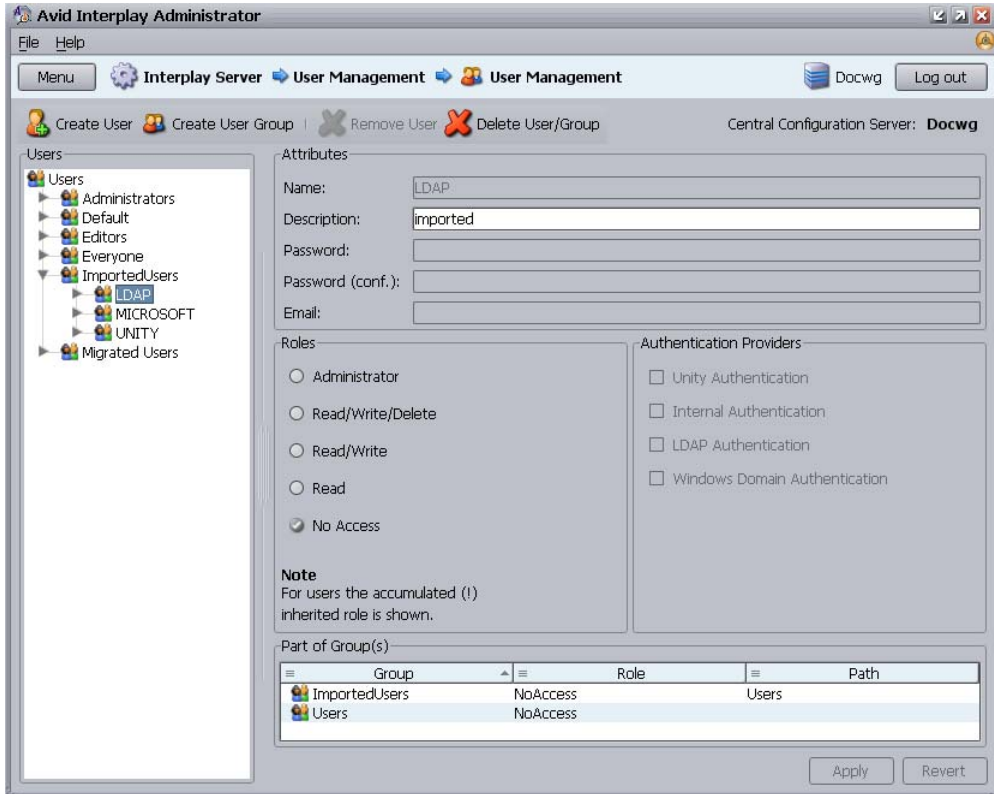 Avid Interplay Administrator
File Help
Menu Interplay Server User Management User Management Docwg Log out
Create User Create User Group Remove User Delete User/Group Central Configuration Server: Docwg
Users
Users
Administrators
Default
Editors
Everyone
ImportedUsers
LDAP
MICROSOFT
UNITY
Migrated Users
Attributes
Name: LDAP
Description: imported
Password:
Password (conf.):
Email:
Roles
Administrator
Read/Write/Delete
Read/Write
Read
No Access
Note
For users the accumulated (!)
inherited role is shown.
Authentication Providers
Unity Authentication
Internal Authentication
LDAP Authentication
Windows Domain Authentication
Part of Group(s)
Group Role Path
ImportedUsers NoAccess Users
Users NoAccess
Apply Revert